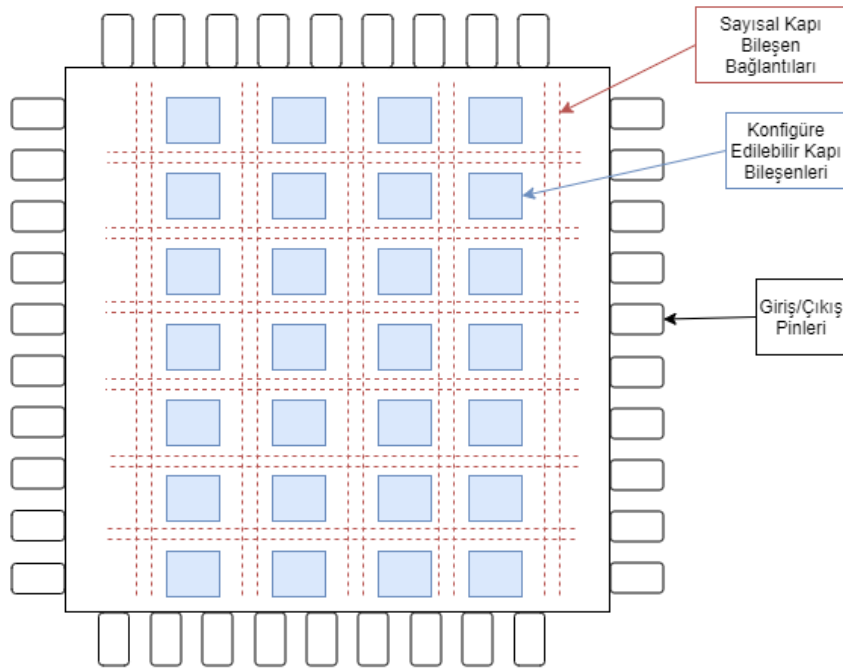 Sayısal Kapı
Bileşen
Bağlantıları
Konfigüre
Edilebilir Kapı
Bileşenleri
Giriş/Çıkış
Pinleri